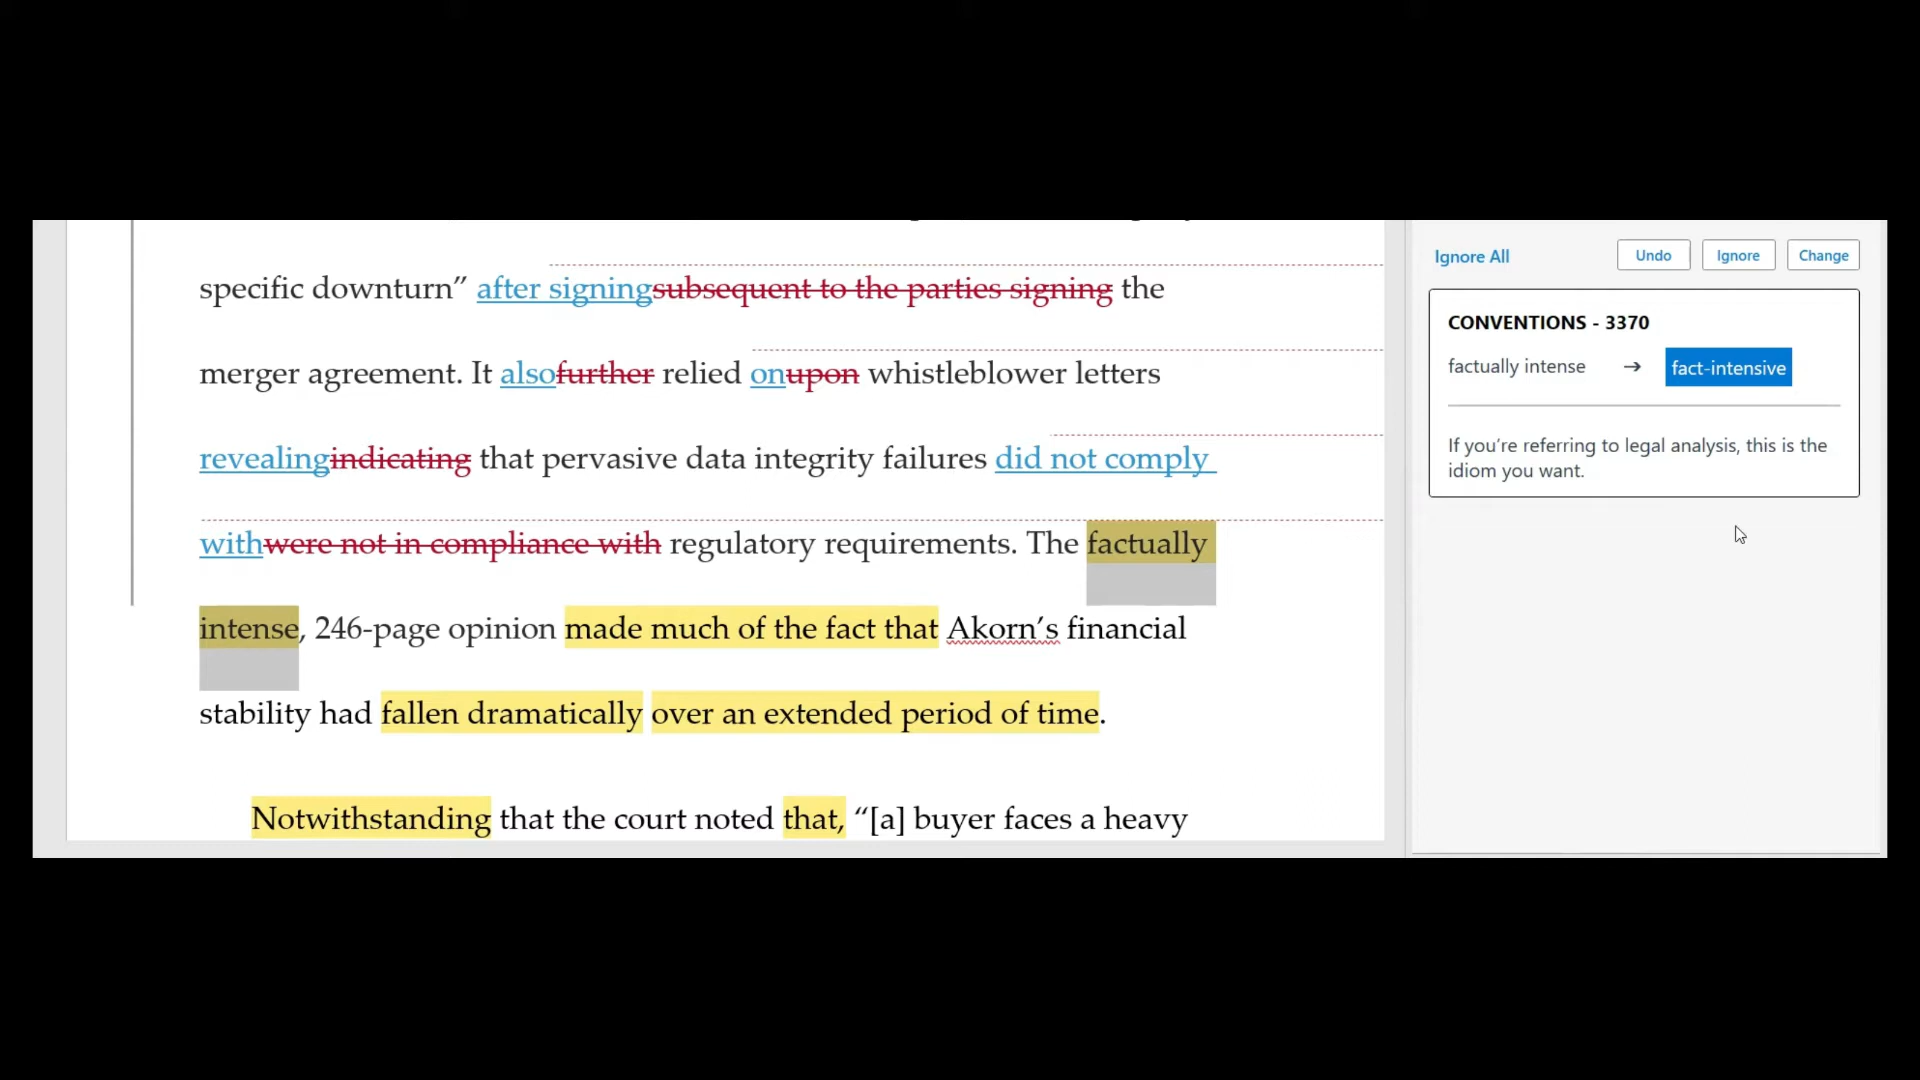 specific downturn” after signingsubsequent to the parties signing the
merger agreement. It alsofurther relied onupon whistleblower letters
revealingindicating that pervasive data integrity failures did not comply
withwere not in compliance with regulatory requirements. The factually
intense, 246-page opinion made much of the fact that Akorn’s financial
stability had fallen dramatically over an extended period of time.
Notwithstanding that the court noted that, “[a] buyer faces a heavy
Ignore All Undo Ignore Change
CONVENTIONS - 3370
factually intense → fact-intensive
If you’re referring to legal analysis, this is the
idiom you want.